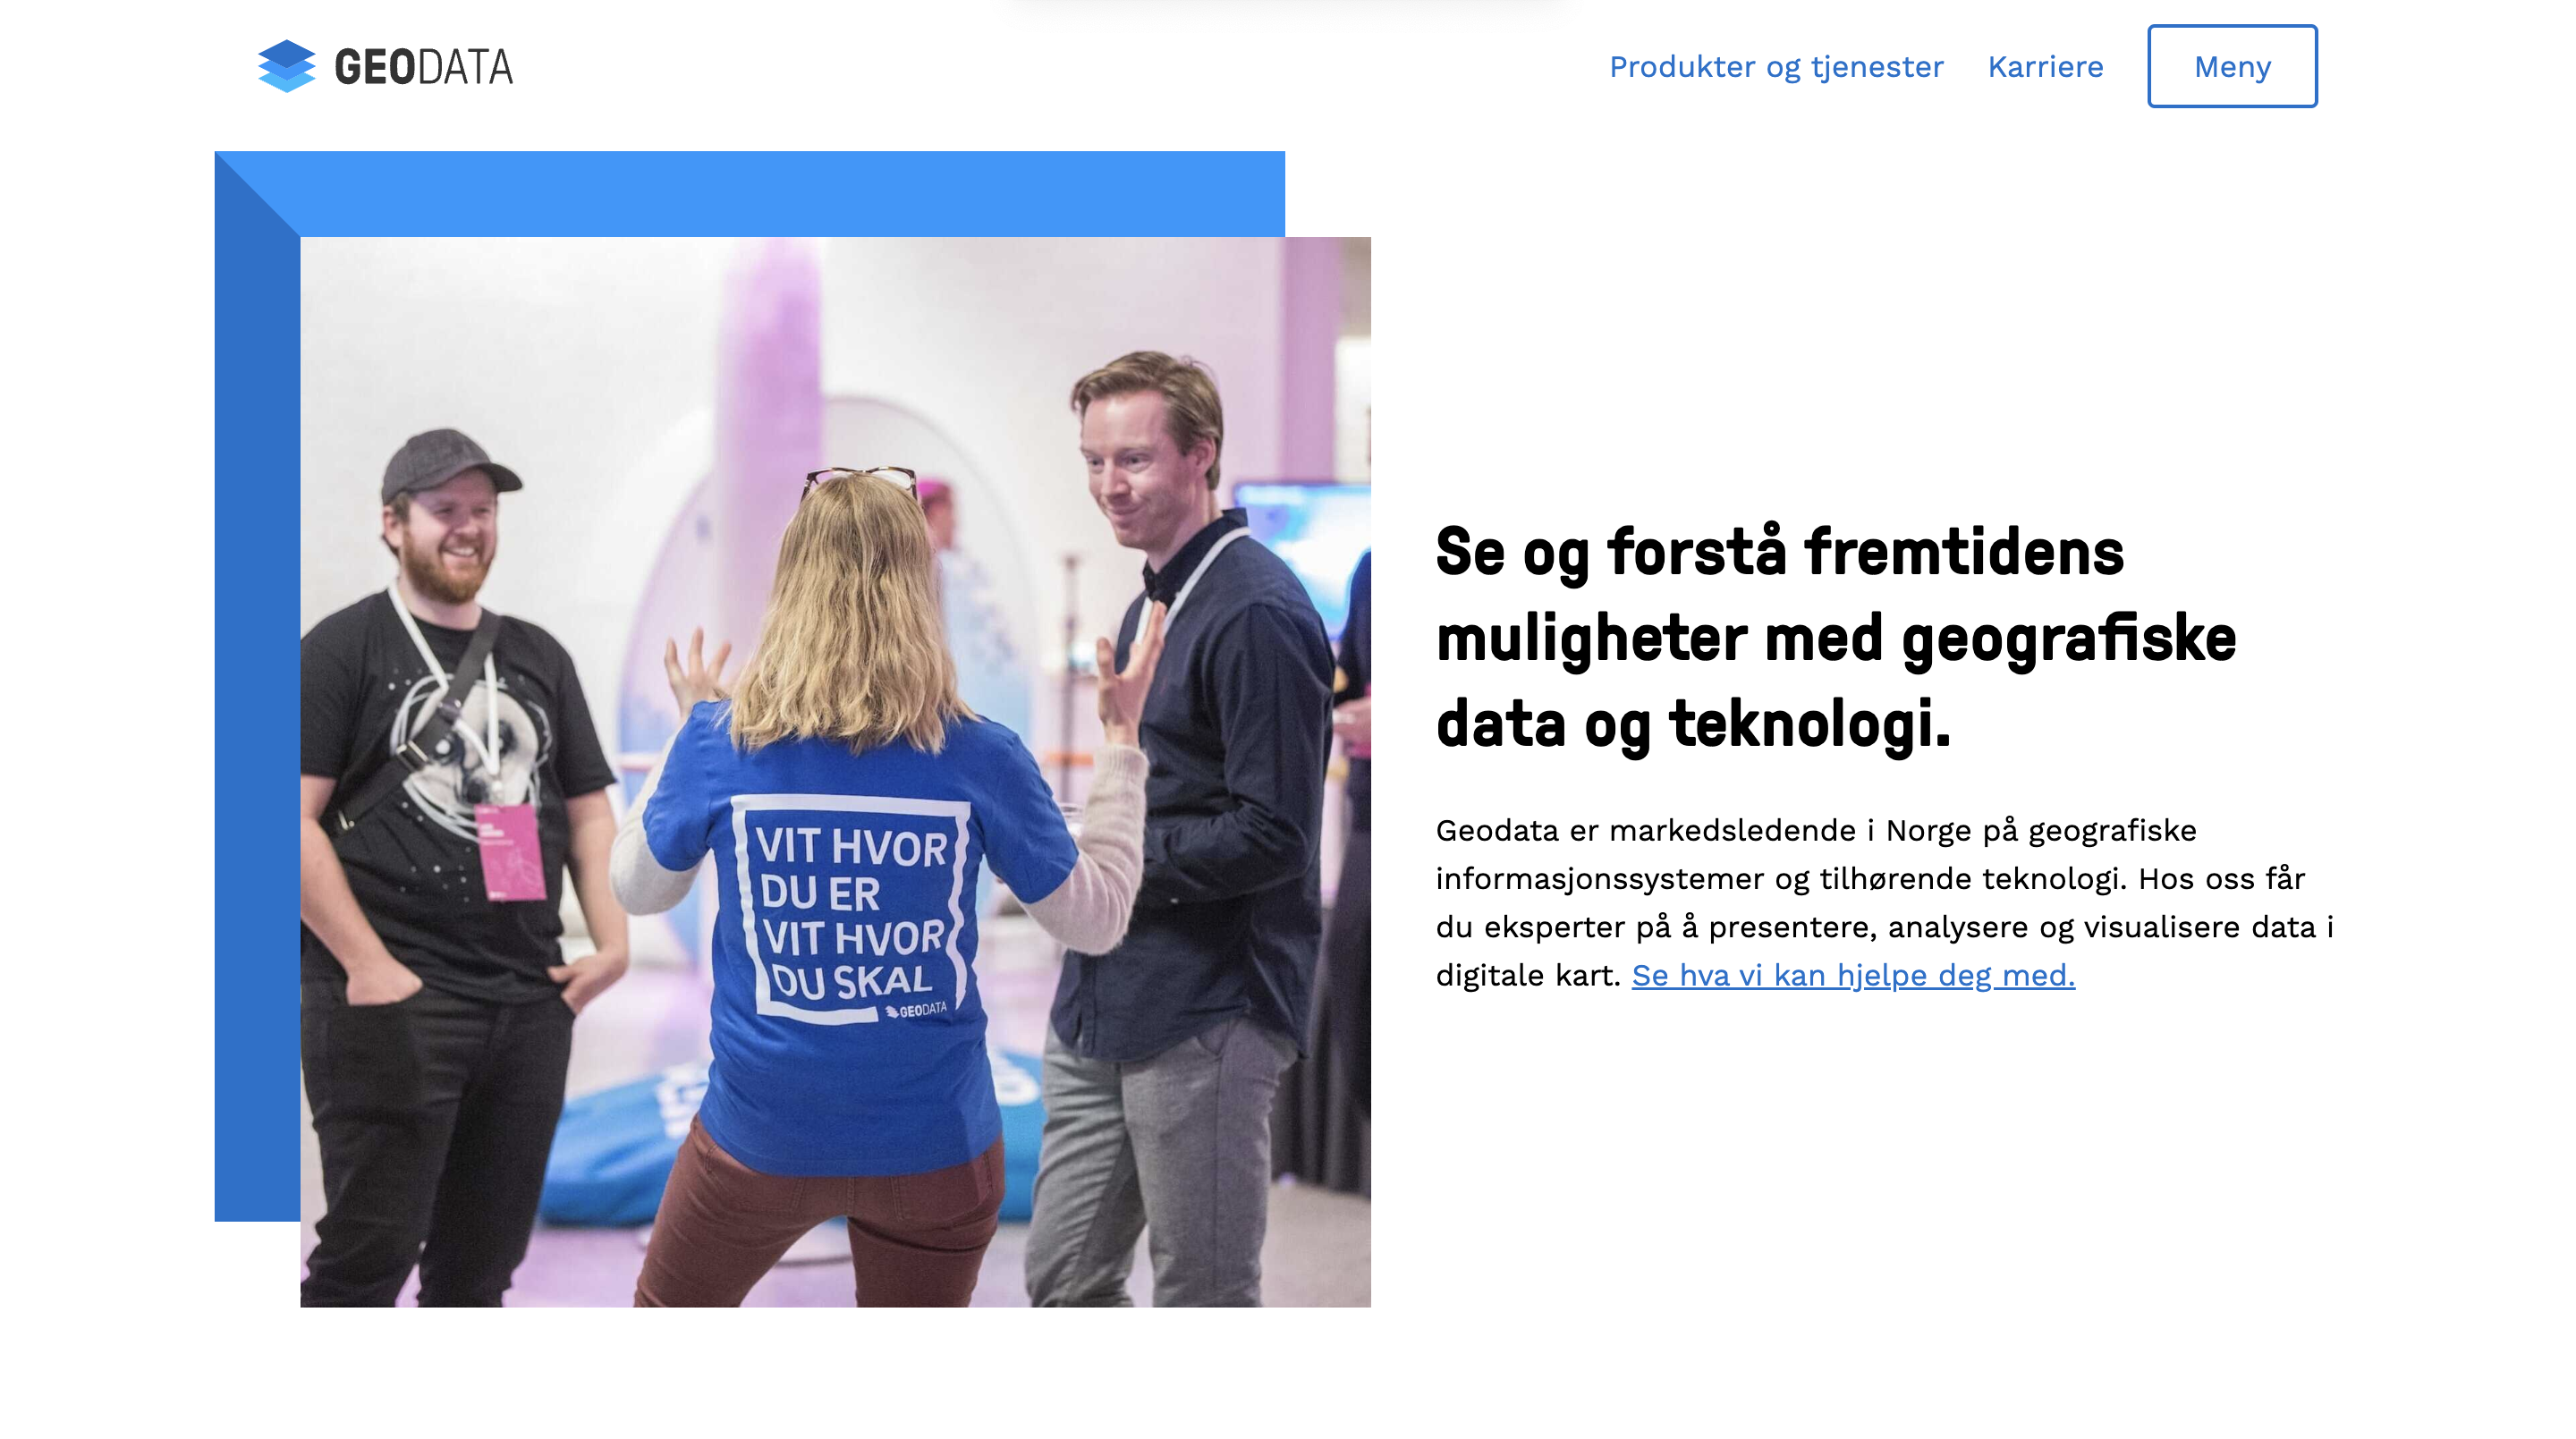 GEODATA
Produkter og tjenester
Karriere
Meny
VIT HVOR
DU ER
VIT HVOR
DU SKAL
GEODATA
Se og forstå fremtidens
muligheter med geografiske
data og teknologi.
Geodata er markedsledende i Norge på geografiske
informasjonssystemer og tilhørende teknologi. Hos oss får
du eksperter på å presentere, analysere og visualisere data i
digitale kart. Se hva vi kan hjelpe deg med.